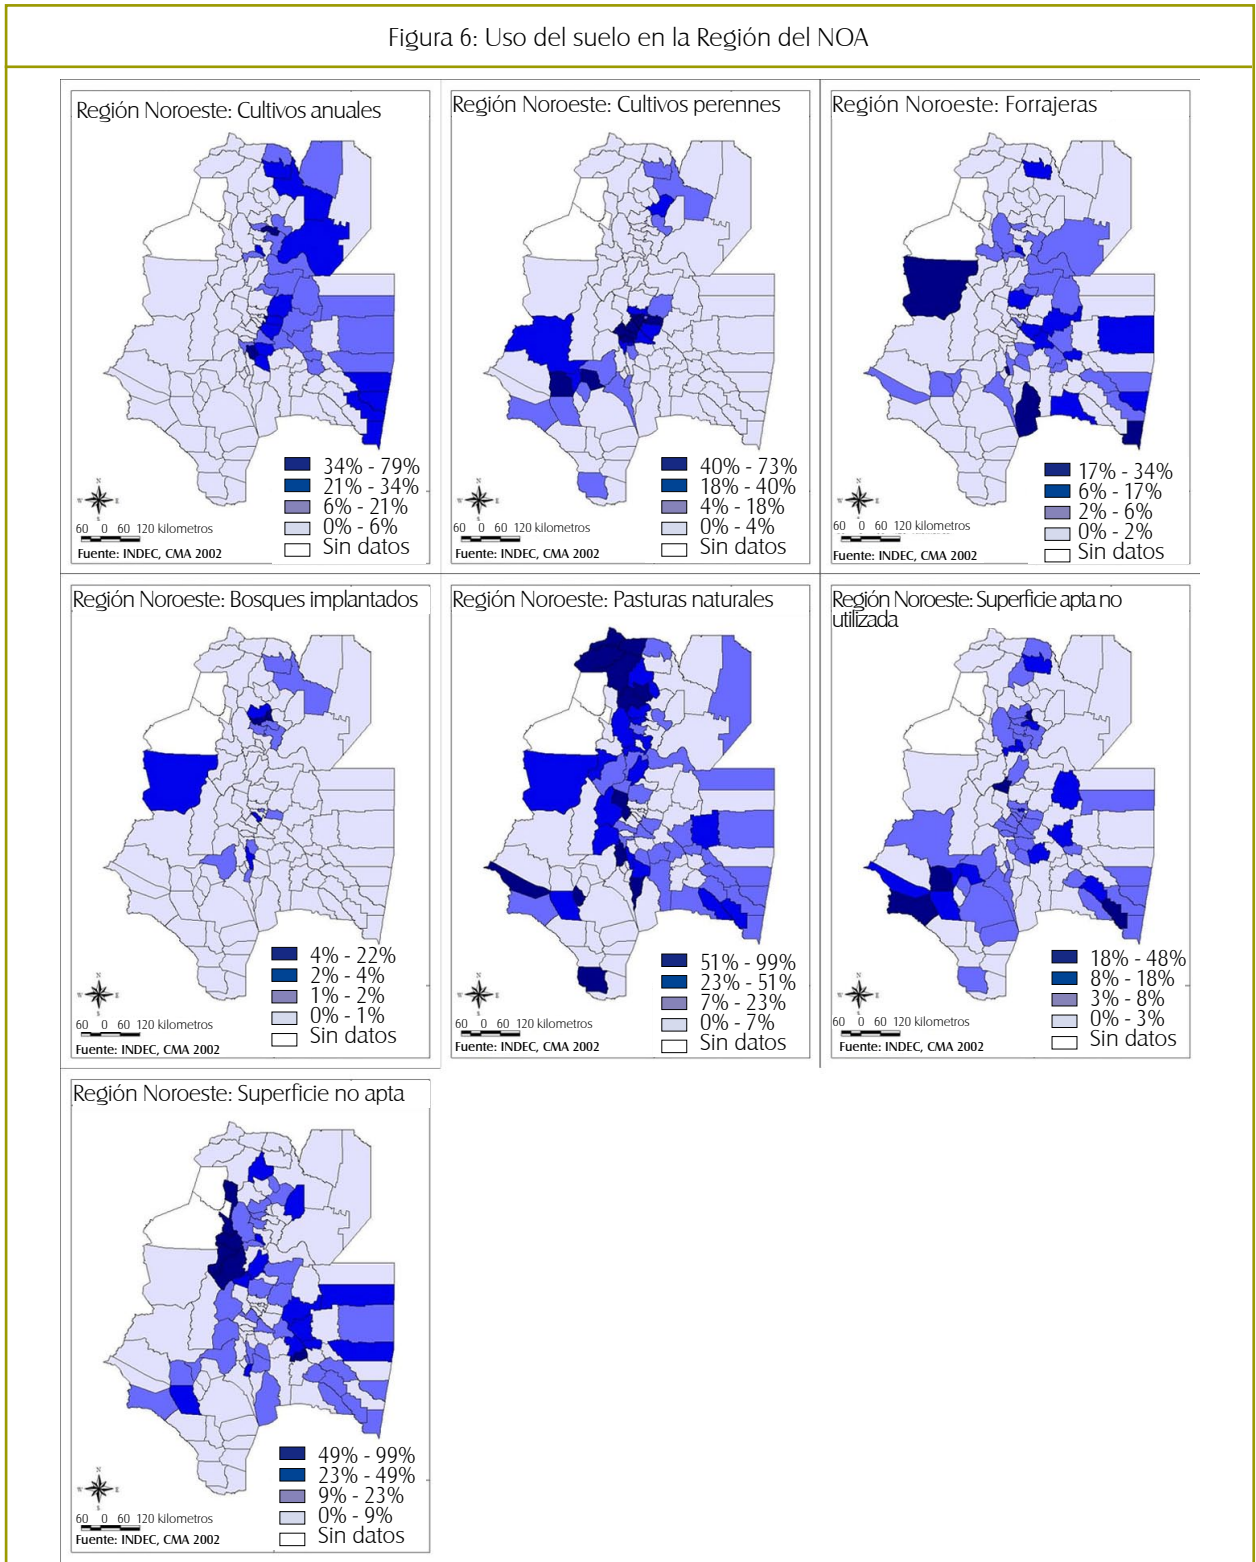 Figura 6: Uso del suelo en la Región del NOA
Región Noroeste: Cultivos anuales
34% - 79%
21% - 34%
6% - 21%
0% - 6%
Sin datos
N
W E
S
60 0 60 120 kilometros
Fuente: INDEC, CMA 2002
Región Noroeste: Cultivos perennes
40% - 73%
18% - 40%
4% - 18%
0% - 4%
Sin datos
N
W E
S
60 0 60 120 kilometros
Fuente: INDEC, CMA 2002
Región Noroeste: Forrajeras
17% - 34%
6% - 17%
2% - 6%
0% - 2%
Sin datos
N
W E
S
60 0 60 120 kilometros
Fuente: INDEC, CMA 2002
Región Noroeste: Bosques implantados
4% - 22%
2% - 4%
1% - 2%
0% - 1%
Sin datos
N
W E
S
60 0 60 120 kilometros
Fuente: INDEC, CMA 2002
Región Noroeste: Pasturas naturales
51% - 99%
23% - 51%
7% - 23%
0% - 7%
Sin datos
N
W E
S
60 0 60 120 kilometros
Fuente: INDEC, CMA 2002
Región Noroeste: Superficie apta no
utilizada
18% - 48%
8% - 18%
3% - 8%
0% - 3%
Sin datos
N
W E
S
60 0 60 120 kilometros
Fuente: INDEC, CMA 2002
Región Noroeste: Superficie no apta
49% - 99%
23% - 49%
9% - 23%
0% - 9%
Sin datos
N
W E
S
60 0 60 120 kilometros
Fuente: INDEC, CMA 2002